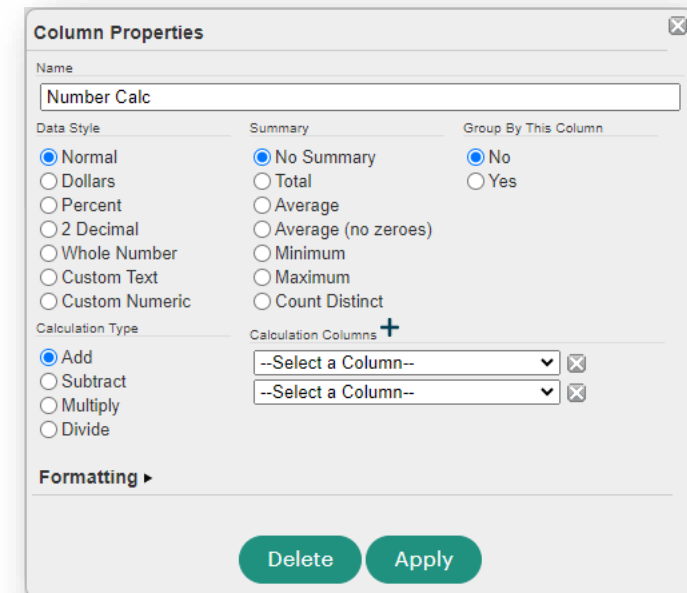 Column Properties
Name
Number Calc
Data Style
Normal
Dollars
Percent
2 Decimal
Whole Number
Custom Text
Custom Numeric
Summary
No Summary
Total
Average
Average (no zeroes)
Minimum
Maximum
Count Distinct
Group By This Column
No
Yes
Calculation Type
Add
Subtract
Multiply
Divide
Calculation Columns
--Select a Column--
--Select a Column--
Formatting
Delete
Apply